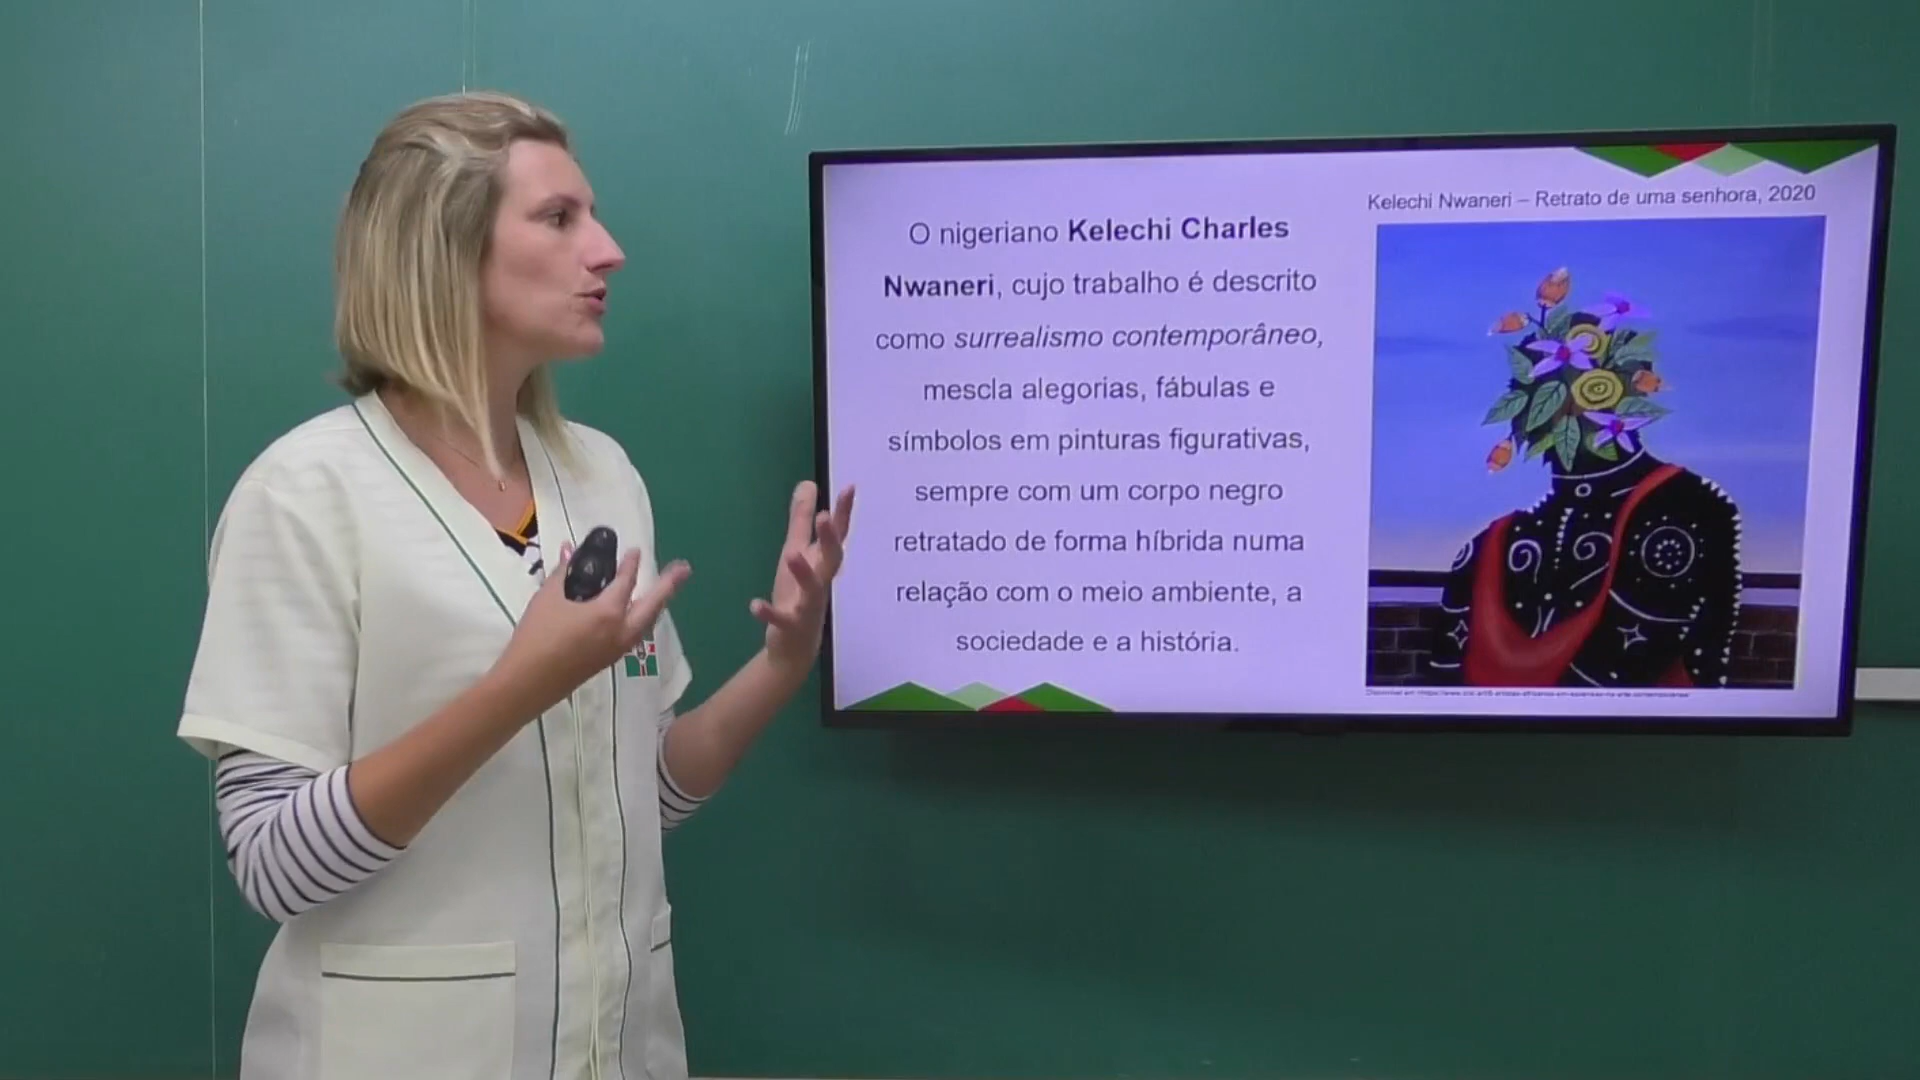 Kelechi Nwaneri – Retrato de uma senhora, 2020
O nigeriano Kelechi Charles
Nwaneri, cujo trabalho é descrito
como surrealismo contemporâneo,
mescla alegorias, fábulas e
símbolos em pinturas figurativas,
sempre com um corpo negro
retratado de forma híbrida numa
relação com o meio ambiente, a
sociedade e a história.